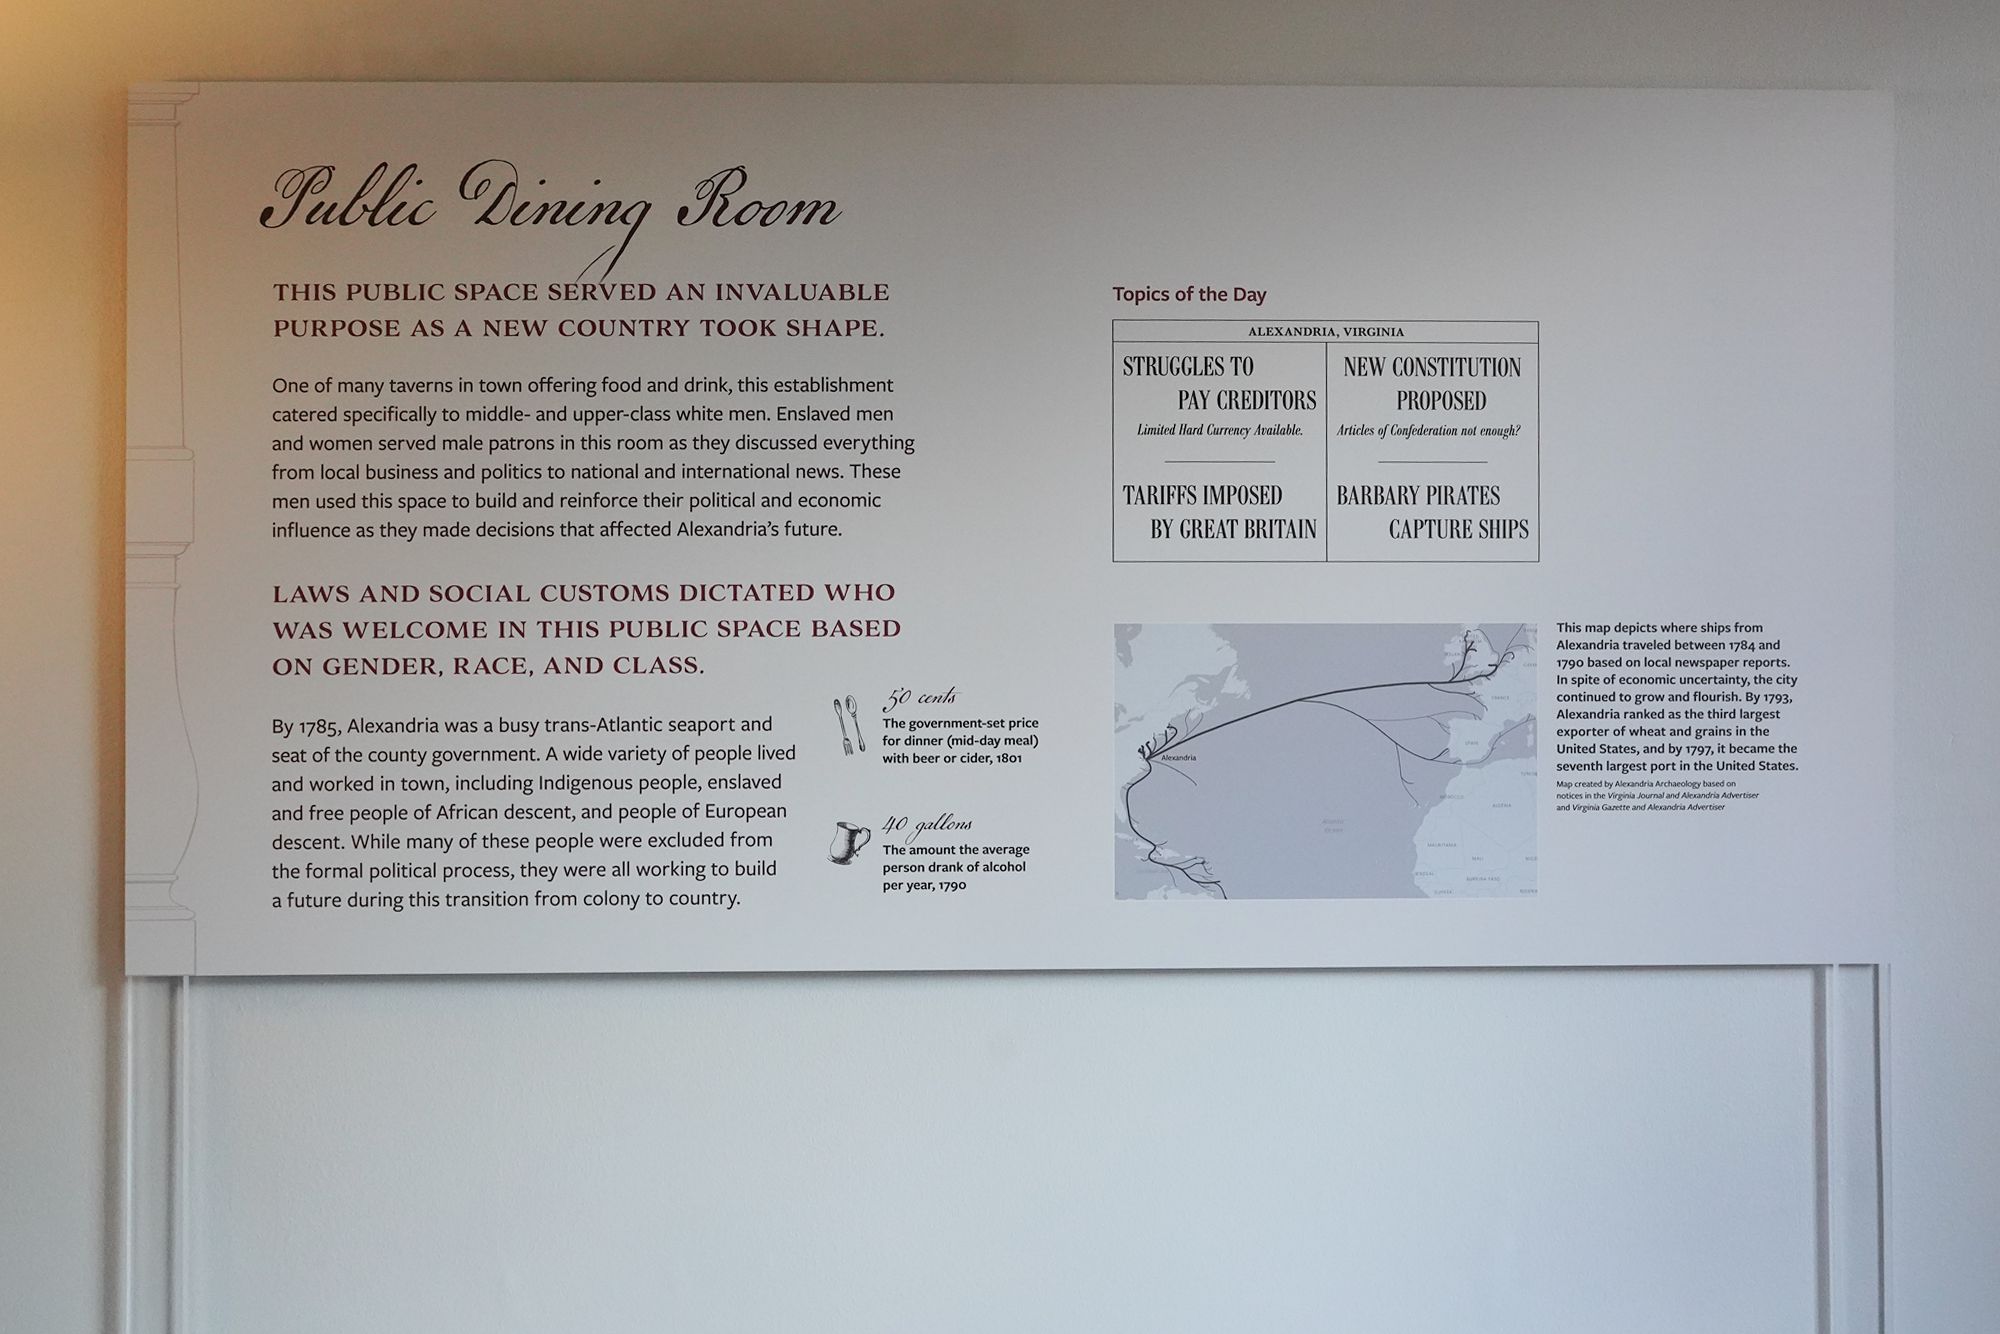 Public Dining Room
THIS PUBLIC SPACE SERVED AN INVALUABLE
PURPOSE AS A NEW COUNTRY TOOK SHAPE.
One of many taverns in town offering food and drink, this establishment
catered specifically to middle- and upper-class white men. Enslaved men
and women served male patrons in this room as they discussed everything
from local business and politics to national and international news. These
men used this space to build and reinforce their political and economic
influence as they made decisions that affected Alexandria's future.
LAWS AND SOCIAL CUSTOMS DICTATED WHO
WAS WELCOME IN THIS PUBLIC SPACE BASED
ON GENDER, RACE, AND CLASS.
By 1785, Alexandria was a busy trans-Atlantic seaport and
seat of the county government. A wide variety of people lived
and worked in town, including Indigenous people, enslaved
and free people of African descent, and people of European
descent. While many of these people were excluded from
the formal political process, they were all working to build
a future during this transition from colony to country.
50 cents
The government-set price
for dinner (mid-day meal)
with beer or cider, 1801
40 gallons
The amount the average
person drank of alcohol
per year, 1790
Topics of the Day
ALEXANDRIA, VIRGINIA
STRUGGLES TO
PAY CREDITORS
Limited Hard Currency Available.
TARIFFS IMPOSED
BY GREAT BRITAIN
NEW CONSTITUTION
PROPOSED
Articles of Confederation not enough?
BARBARY PIRATES
CAPTURE SHIPS
Alexandria
Atlantic
Ocean
FRANCE
SPAIN
MOROCCO
ALGERIA
MAURITANIA
MALI
BURKINA FASO
This map depicts where ships from
Alexandria traveled between 1784 and
1790 based on local newspaper reports.
In spite of economic uncertainty, the city
continued to grow and flourish. By 1793,
Alexandria ranked as the third largest
exporter of wheat and grains in the
United States, and by 1797, it became the
seventh largest port in the United States.
Map created by Alexandria Archaeology based on
notices in the Virginia Journal and Alexandria Advertiser
and Virginia Gazette and Alexandria Advertiser